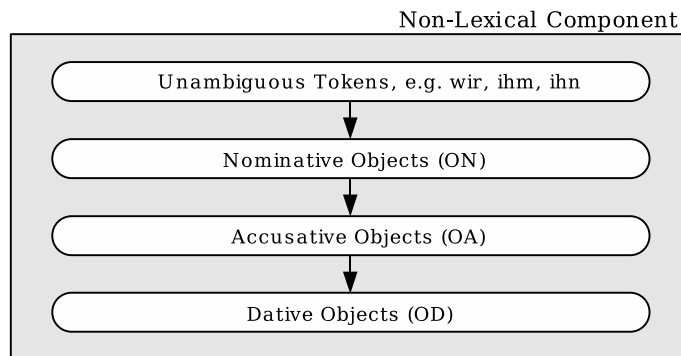 Non-Lexical Component
Unambiguous Tokens, e.g. wir, ihm, ihn
Nominative Objects (ON)
Accusative Objects (OA)
Dative Objects (OD)